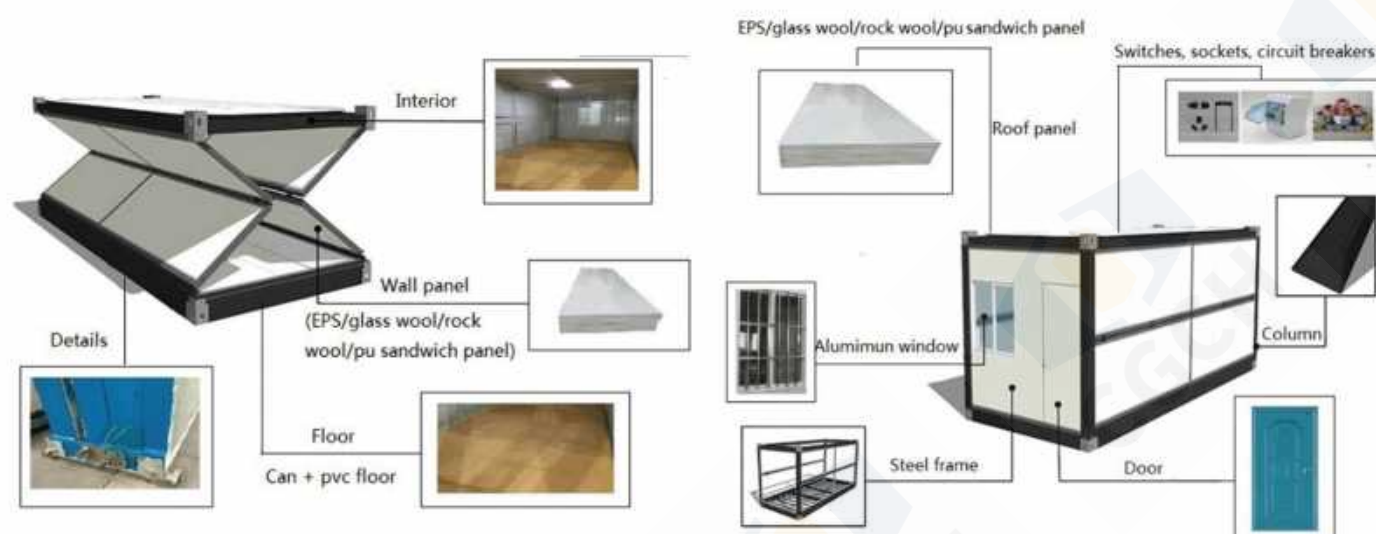 Interior
Wall panel
(EPS/glass wool/rock
wool/pu sandwich panel)
Details
Floor
Can + pvc floor
EPS/glass wool/rock wool/pu sandwich panel
Switches, sockets, circuit breakers
Roof panel
Alumimun window
Column
Steel frame
Door